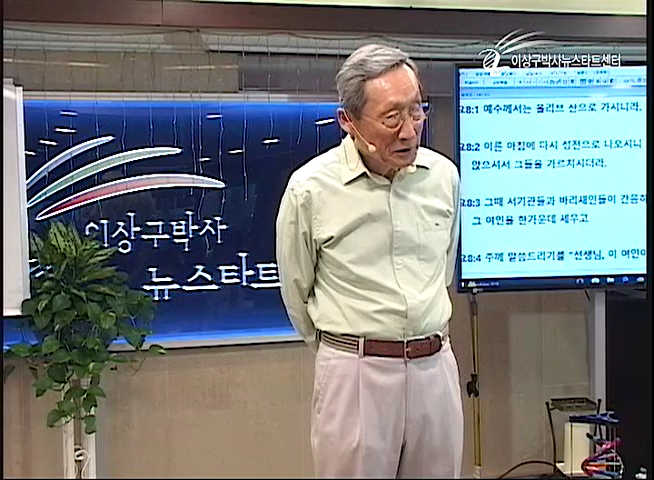 이상구박사뉴스타트센터
이상구박사
뉴스타트
요8:1 예수께서는 올리브 산으로 가시니라.
요8:2 이른 아침에 다시 성전으로 나오시니
앉으셔서 그들을 가르치시더라.
요8:3 그때 서기관들과 바리새인들이 간음하
그 여인을 한가운데 세우고
요8:4 주께 말씀드리기를 "선생님, 이 여인이